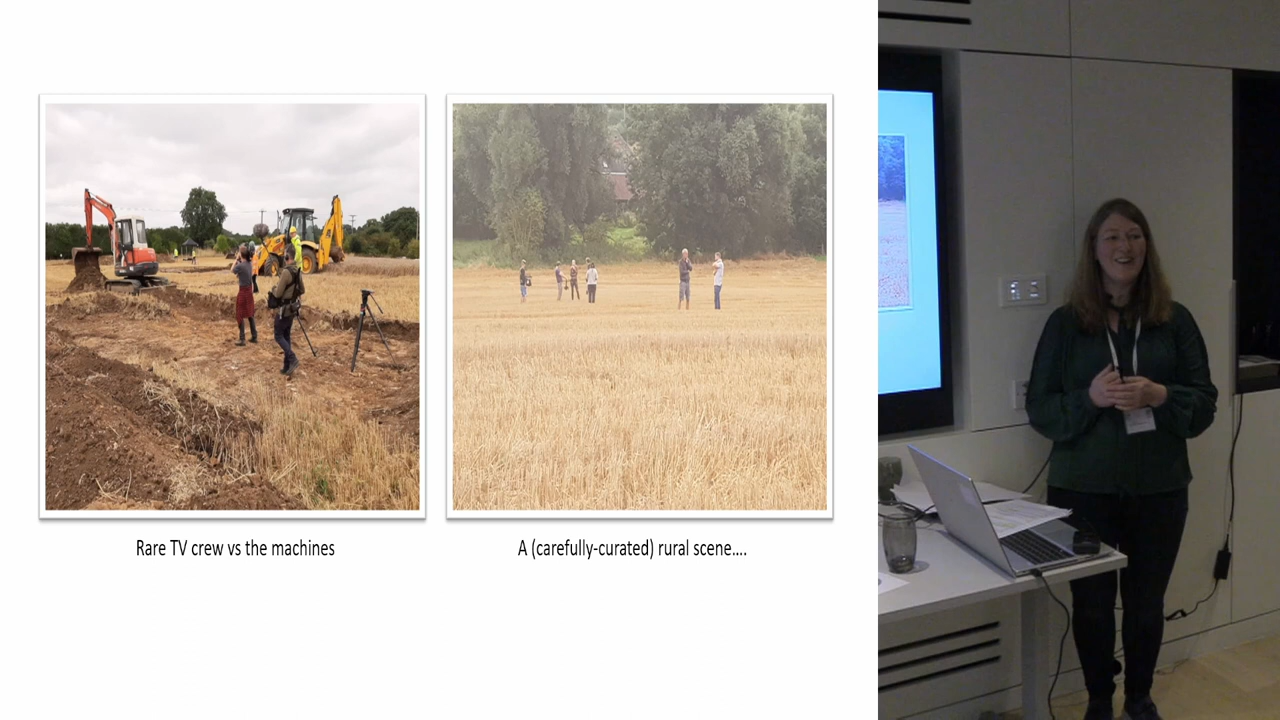 Rare TV crew vs the machines
A (carefully-curated) rural scene....